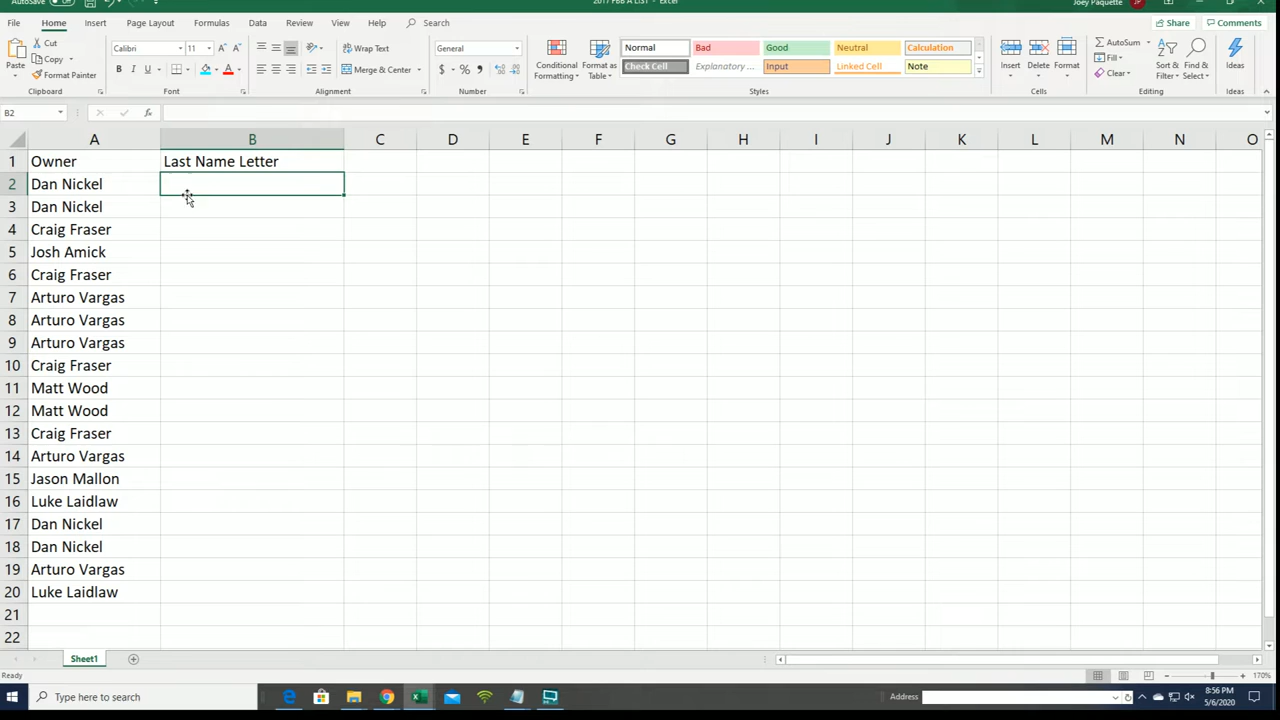 AutoSave Off
2017 FBB A LIST - Excel
Joey Paquette
JP
File Home Insert Page Layout Formulas Data Review View Help Search Share Comments
Paste Cut Copy Format Painter
Calibri 11 B I U A
Wrap Text
Merge & Center
General
$ % ,
Conditional Formatting
Format as Table
Normal Bad Good Neutral Calculation
Check Cell Explanatory ... Input Linked Cell Note
Insert Delete Format
AutoSum
Fill
Clear
Sort & Filter
Find & Select
Ideas
Clipboard Font Alignment Number Styles Cells Editing Ideas
B2 fx
A B C D E F G H I J K L M N O
1 Owner Last Name Letter
2 Dan Nickel
3 Dan Nickel
4 Craig Fraser
5 Josh Amick
6 Craig Fraser
7 Arturo Vargas
8 Arturo Vargas
9 Arturo Vargas
10 Craig Fraser
11 Matt Wood
12 Matt Wood
13 Craig Fraser
14 Arturo Vargas
15 Jason Mallon
16 Luke Laidlaw
17 Dan Nickel
18 Dan Nickel
19 Arturo Vargas
20 Luke Laidlaw
21
22
Sheet1
Ready
170%
Type here to search
Address
8:56 PM
5/6/2020